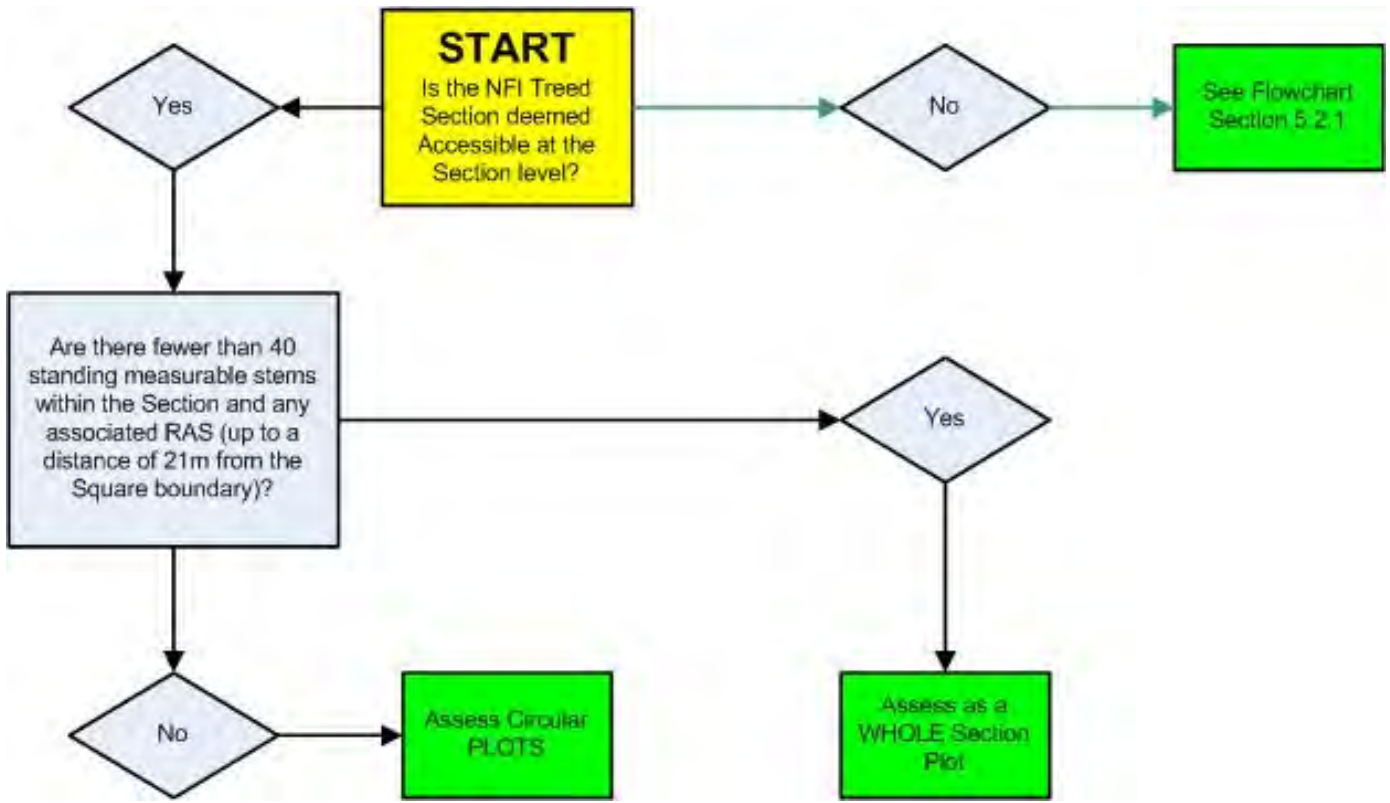 START
Is the NFI Treed
Section deemed
Accessible at the
Section level?
Yes
No
See Flowchart
Section 5.2.1
Are there fewer than 40
standing measurable stems
within the Section and any
associated RAS (up to a
distance of 21m from the
Square boundary)?
Yes
No
Assess Circular
PLOTS
Assess as a
WHOLE Section
Plot